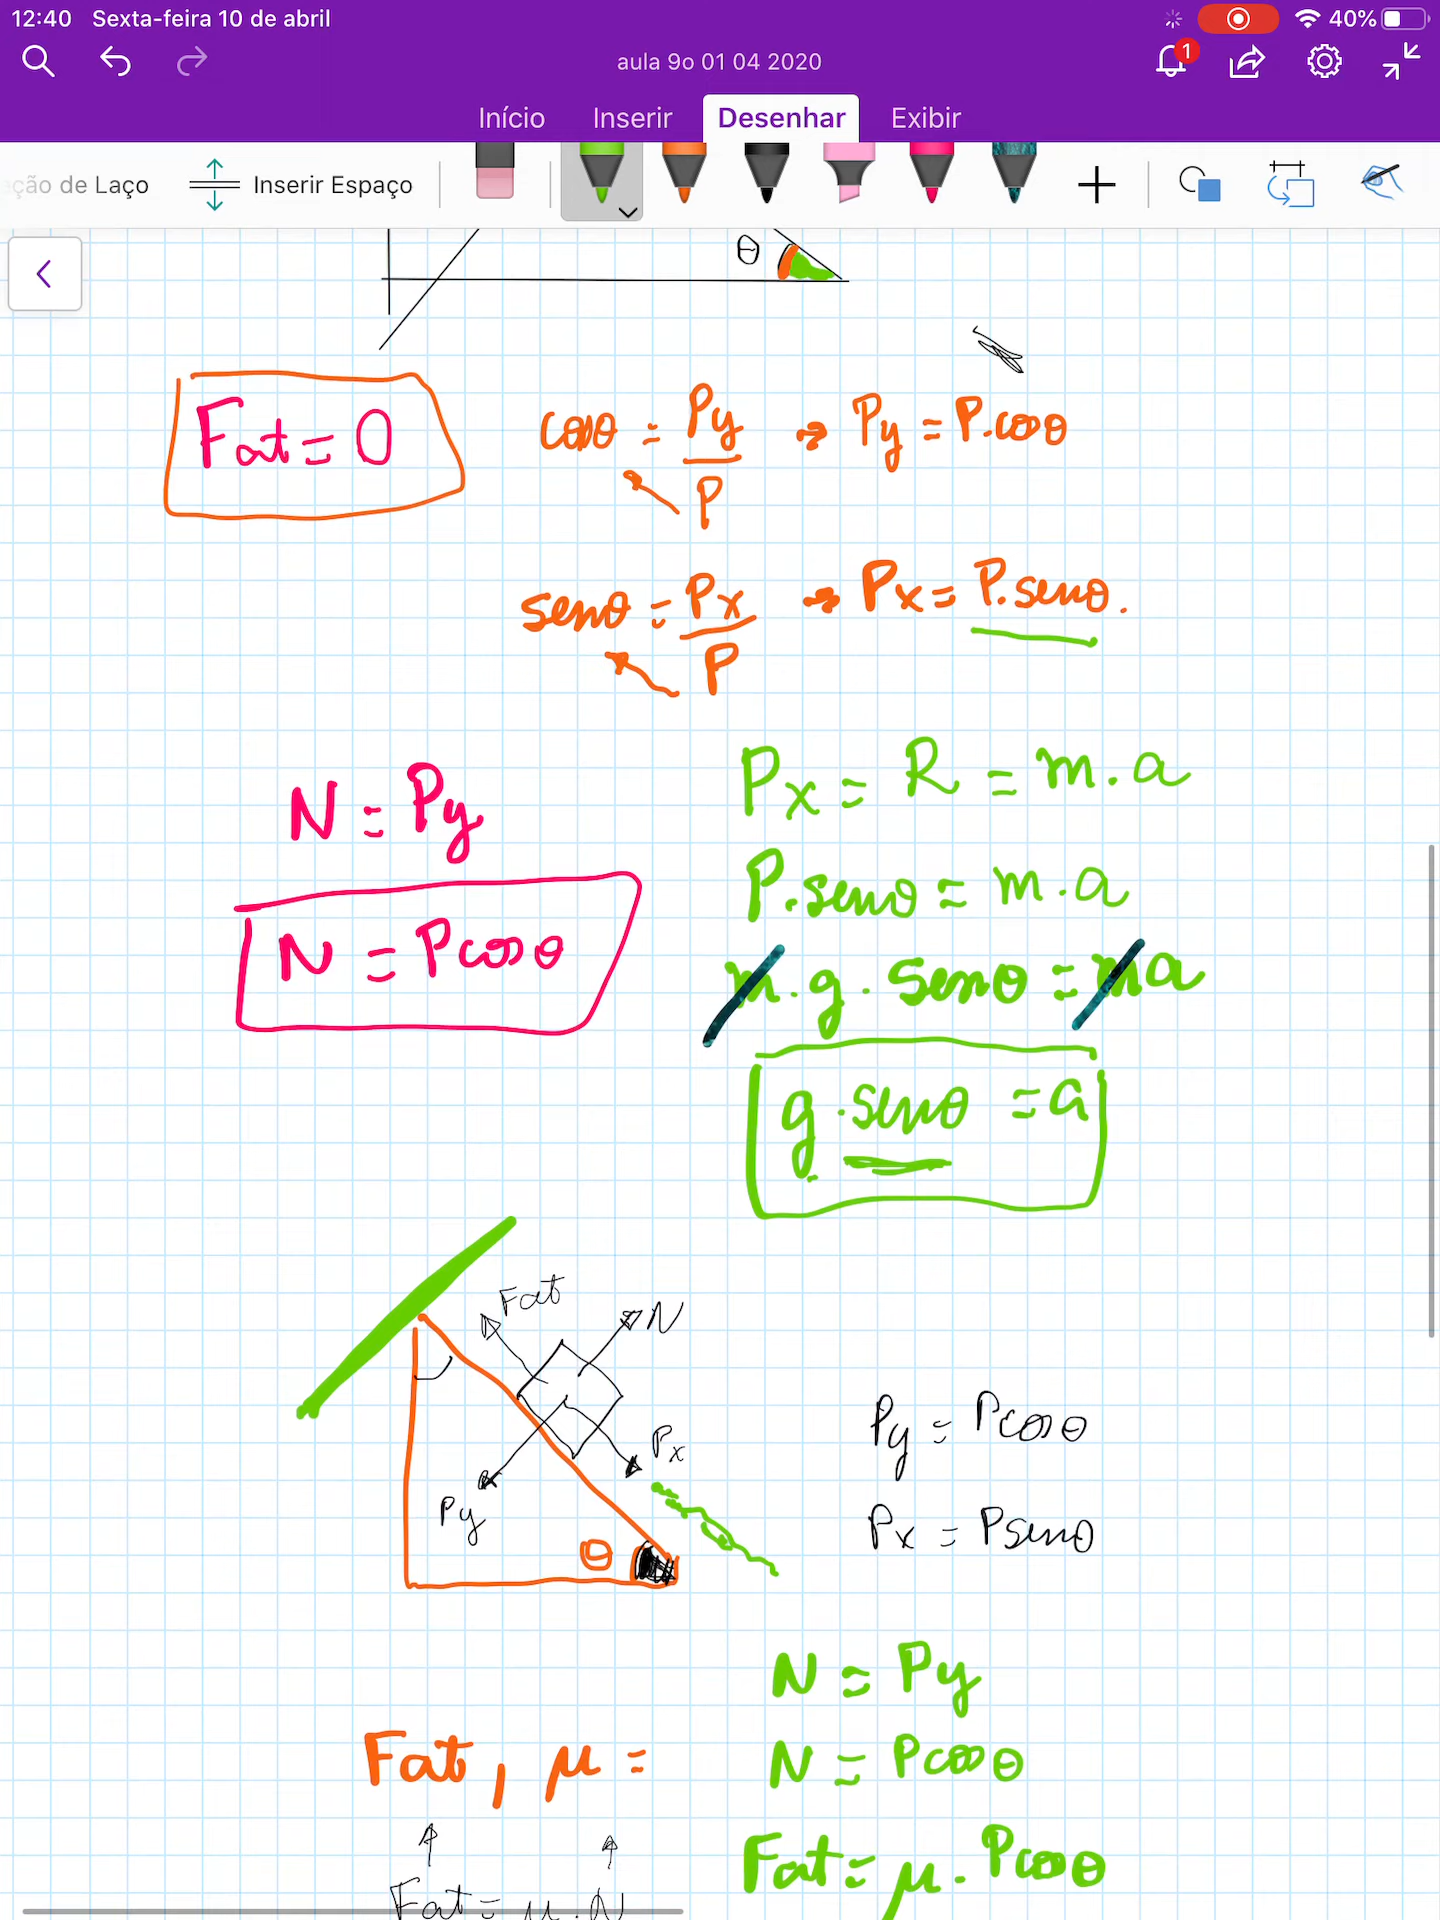 12:40 Sexta-feira 10 de abril 40%
aula 9o 01 04 2020 1
Início Inserir Desenhar Exibir
ção de Laço Inserir Espaço
θ
Fat = 0
cosθ = Py/P → Py = P.cosθ
senθ = Px/P → Px = P.senθ.
N = Py
N = Pcosθ
Px = R = m.a
P.senθ = m.a
m.g.senθ = ma
g.senθ = a
Fat
N
Px
Py
θ
Py = Pcosθ
Px = Psenθ
N = Py
N = Pcosθ
Fat, μ =
Fat = μ.Pcosθ
Fat = μ.N